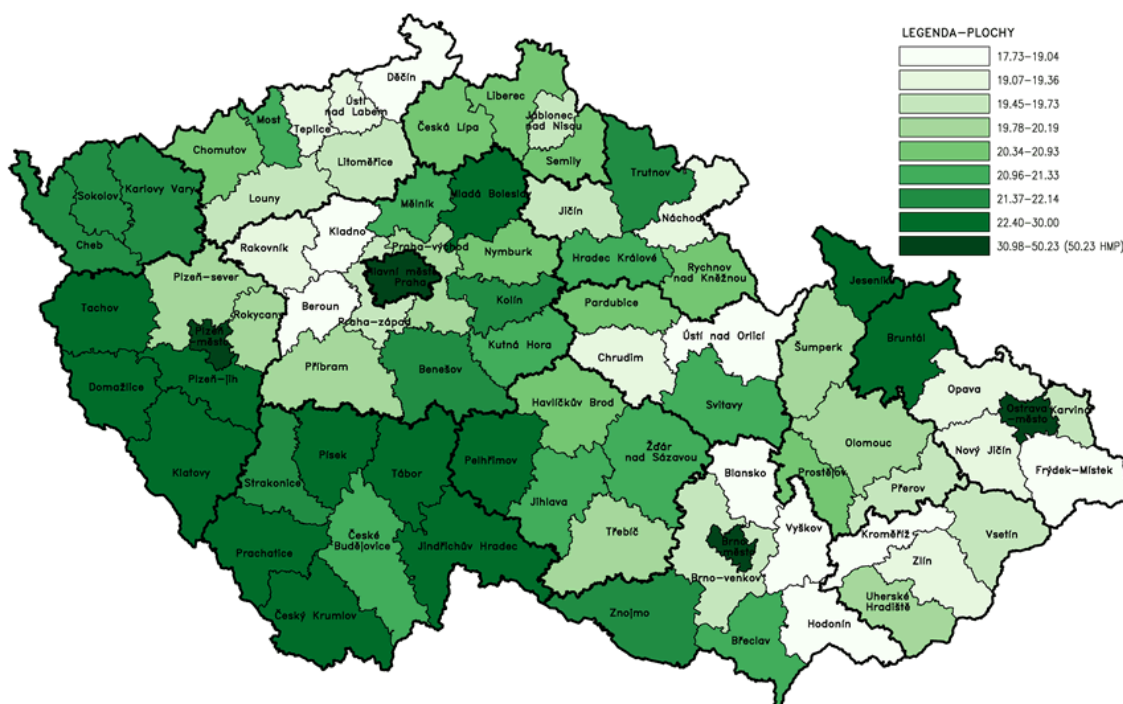 LEGENDA-PLOCHY
17.73-19.04
19.07-19.36
19.45-19.73
19.78-20.19
20.34-20.93
20.96-21.33
21.37-22.14
22.40-30.00
30.98-50.23 (50.23 HMP)
Děčín
Ústí
nad Labem
Teplice
Most
Chomutov
Litoměřice
Louny
Česká Lípa
Liberec
Jablonec
nad Nisou
Semily
Trutnov
Náchod
Jičín
Mladá Boleslav
Mělník
Kladno
Rakovník
Karlovy Vary
Sokolov
Cheb
Plzeň-sever
Tachov
Rokycany
Plzeň
-město
Beroun
Praha-východ
Hlavní město
Praha
Praha-západ
Nymburk
Kolín
Hradec Králové
Rychnov
nad Kněžnou
Pardubice
Kutná Hora
Chrudim
Ústí nad Orlicí
Šumperk
Jeseník
Bruntál
Opava
Ostrava
-město
Karviná
Příbram
Benešov
Plzeň-jih
Domažlice
Klatovy
Havlíčkův Brod
Svitavy
Olomouc
Nový Jičín
Frýdek-Místek
Prostějov
Přerov
Písek
Tábor
Pelhřimov
Strakonice
Žďár
nad Sázavou
Jihlava
Blansko
Vyškov
Kroměříž
Vsetín
Zlín
Třebíč
Brno
-město
Brno-venkov
České
Budějovice
Jindřichův Hradec
Prachatice
Český Krumlov
Uherské
Hradiště
Znojmo
Břeclav
Hodonín